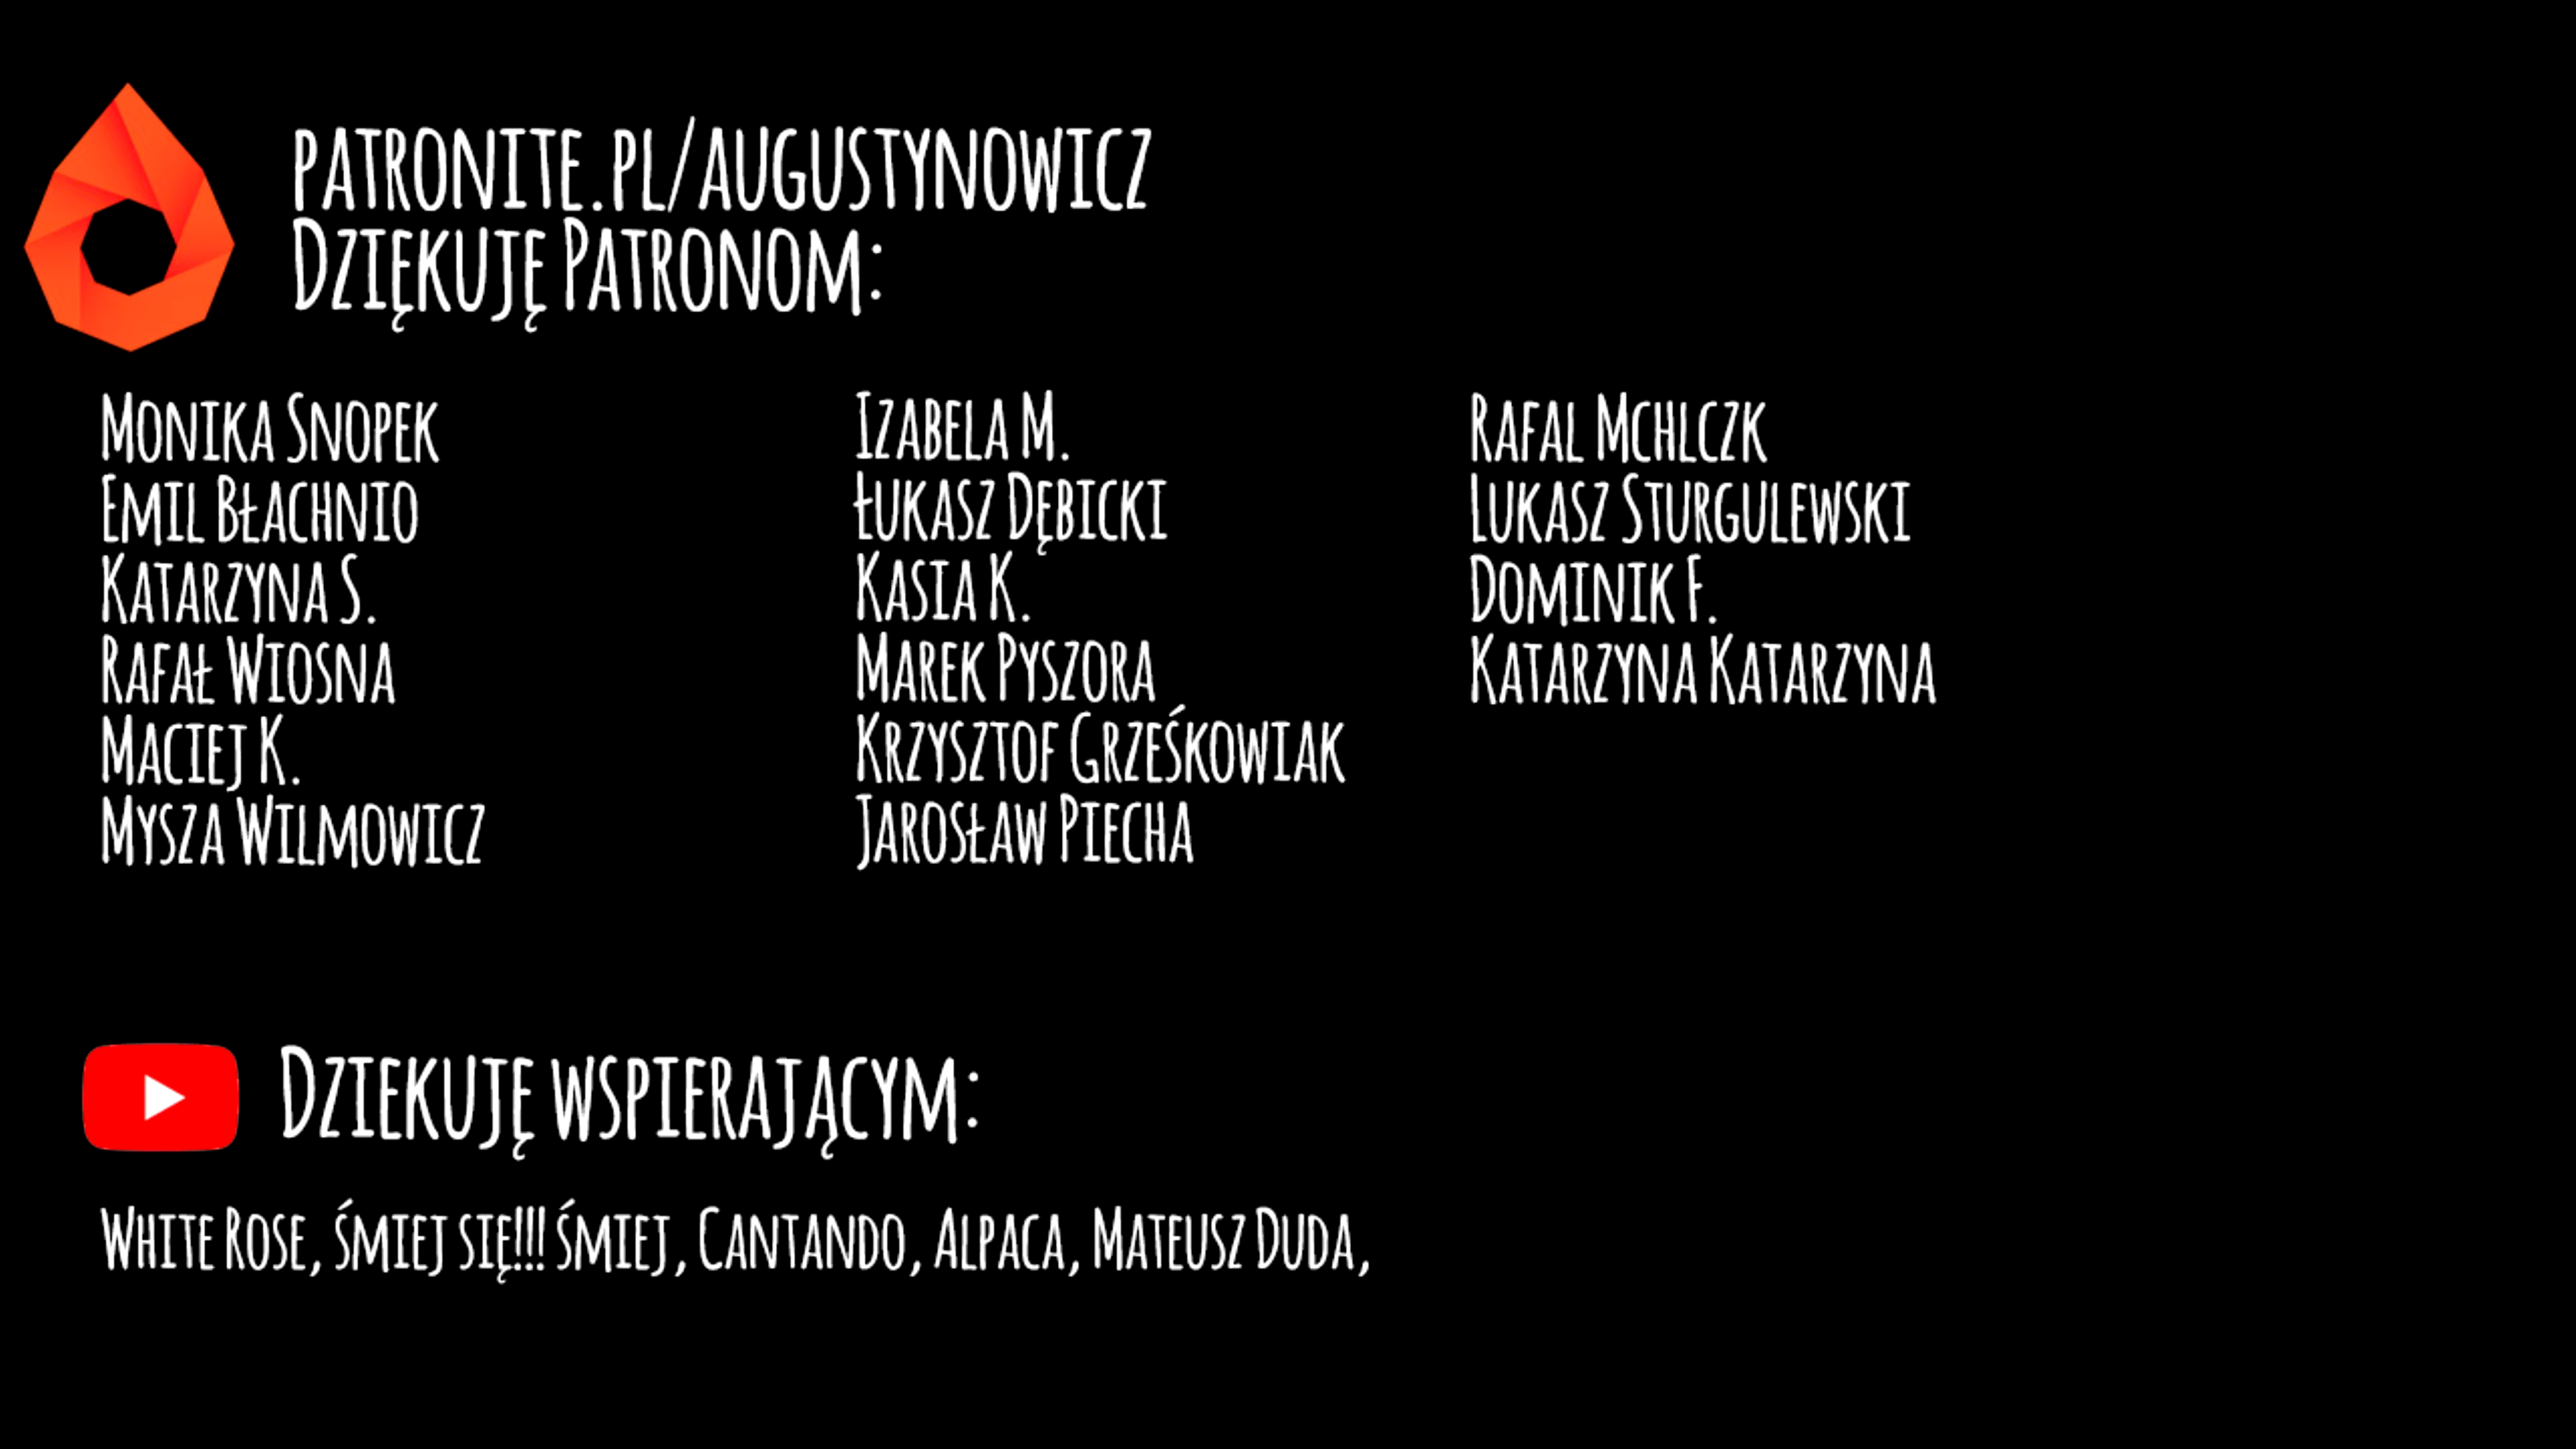 patronite.pl/augustynowicz
Dziękuję Patronom:
Monika Snopek
Emil Błachnio
Katarzyna S.
Rafał Wiosna
Maciej K.
Mysza Wilmowicz
Izabela M.
Łukasz Dębicki
Kasia K.
Marek Pyszora
Krzysztof Grześkowiak
Jarosław Piecha
Rafal Mchlczk
Lukasz Sturgulewski
Dominik F.
Katarzyna Katarzyna
Dziekuję wspierającym:
White Rose, śmiej się!!! śmiej, Cantando, Alpaca, Mateusz Duda,